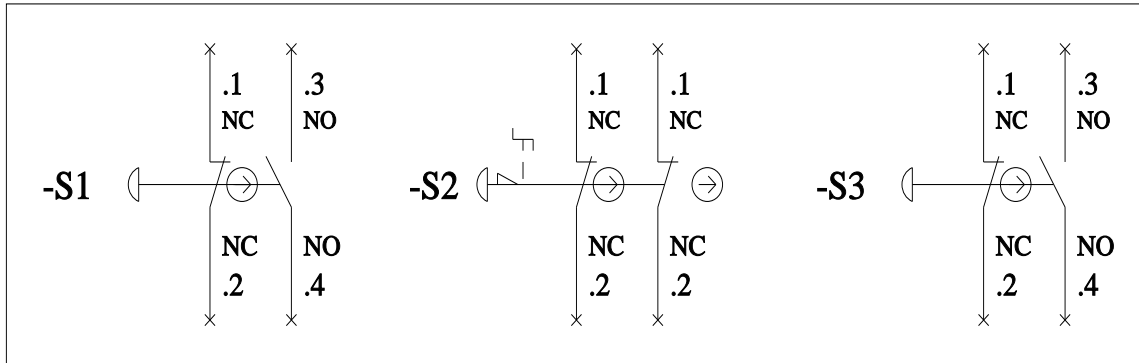 .1 .3 .1 .1 .1 .3
NC NO NC NC NC NO
-S1 -S2 -S3
NC NO NC NC NC NO
.2 .4 .2 .2 .2 .4